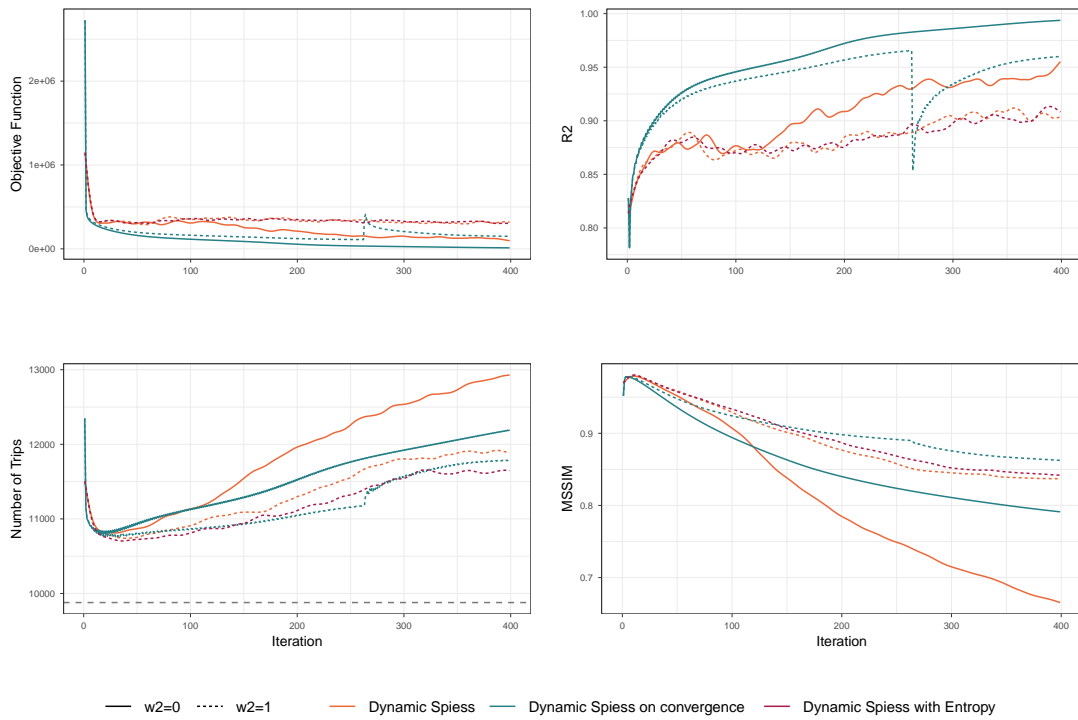 Objective Function
2e+06
1e+06
0e+00
0 100 200 300 400
R2
1.00
0.95
0.90
0.85
0.80
0 100 200 300 400
Number of Trips
13000
12000
11000
10000
0 100 200 300 400
Iteration
MSSIM
0.9
0.8
0.7
0 100 200 300 400
Iteration
w2=0 w2=1 Dynamic Spiess Dynamic Spiess on convergence Dynamic Spiess with Entropy